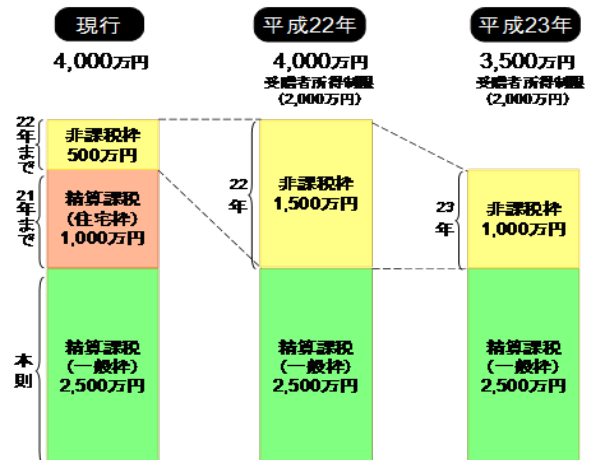 現行
4,000万円
22年まで
非課税枠
500万円
21年まで
精算課税
(住宅枠)
1,000万円
本則
精算課税
(一般枠)
2,500万円
平成22年
4,000万円
受贈者所得制限
(2,000万円)
22年
非課税枠
1,500万円
精算課税
(一般枠)
2,500万円
平成23年
3,500万円
受贈者所得制限
(2,000万円)
23年
非課税枠
1,000万円
精算課税
(一般枠)
2,500万円